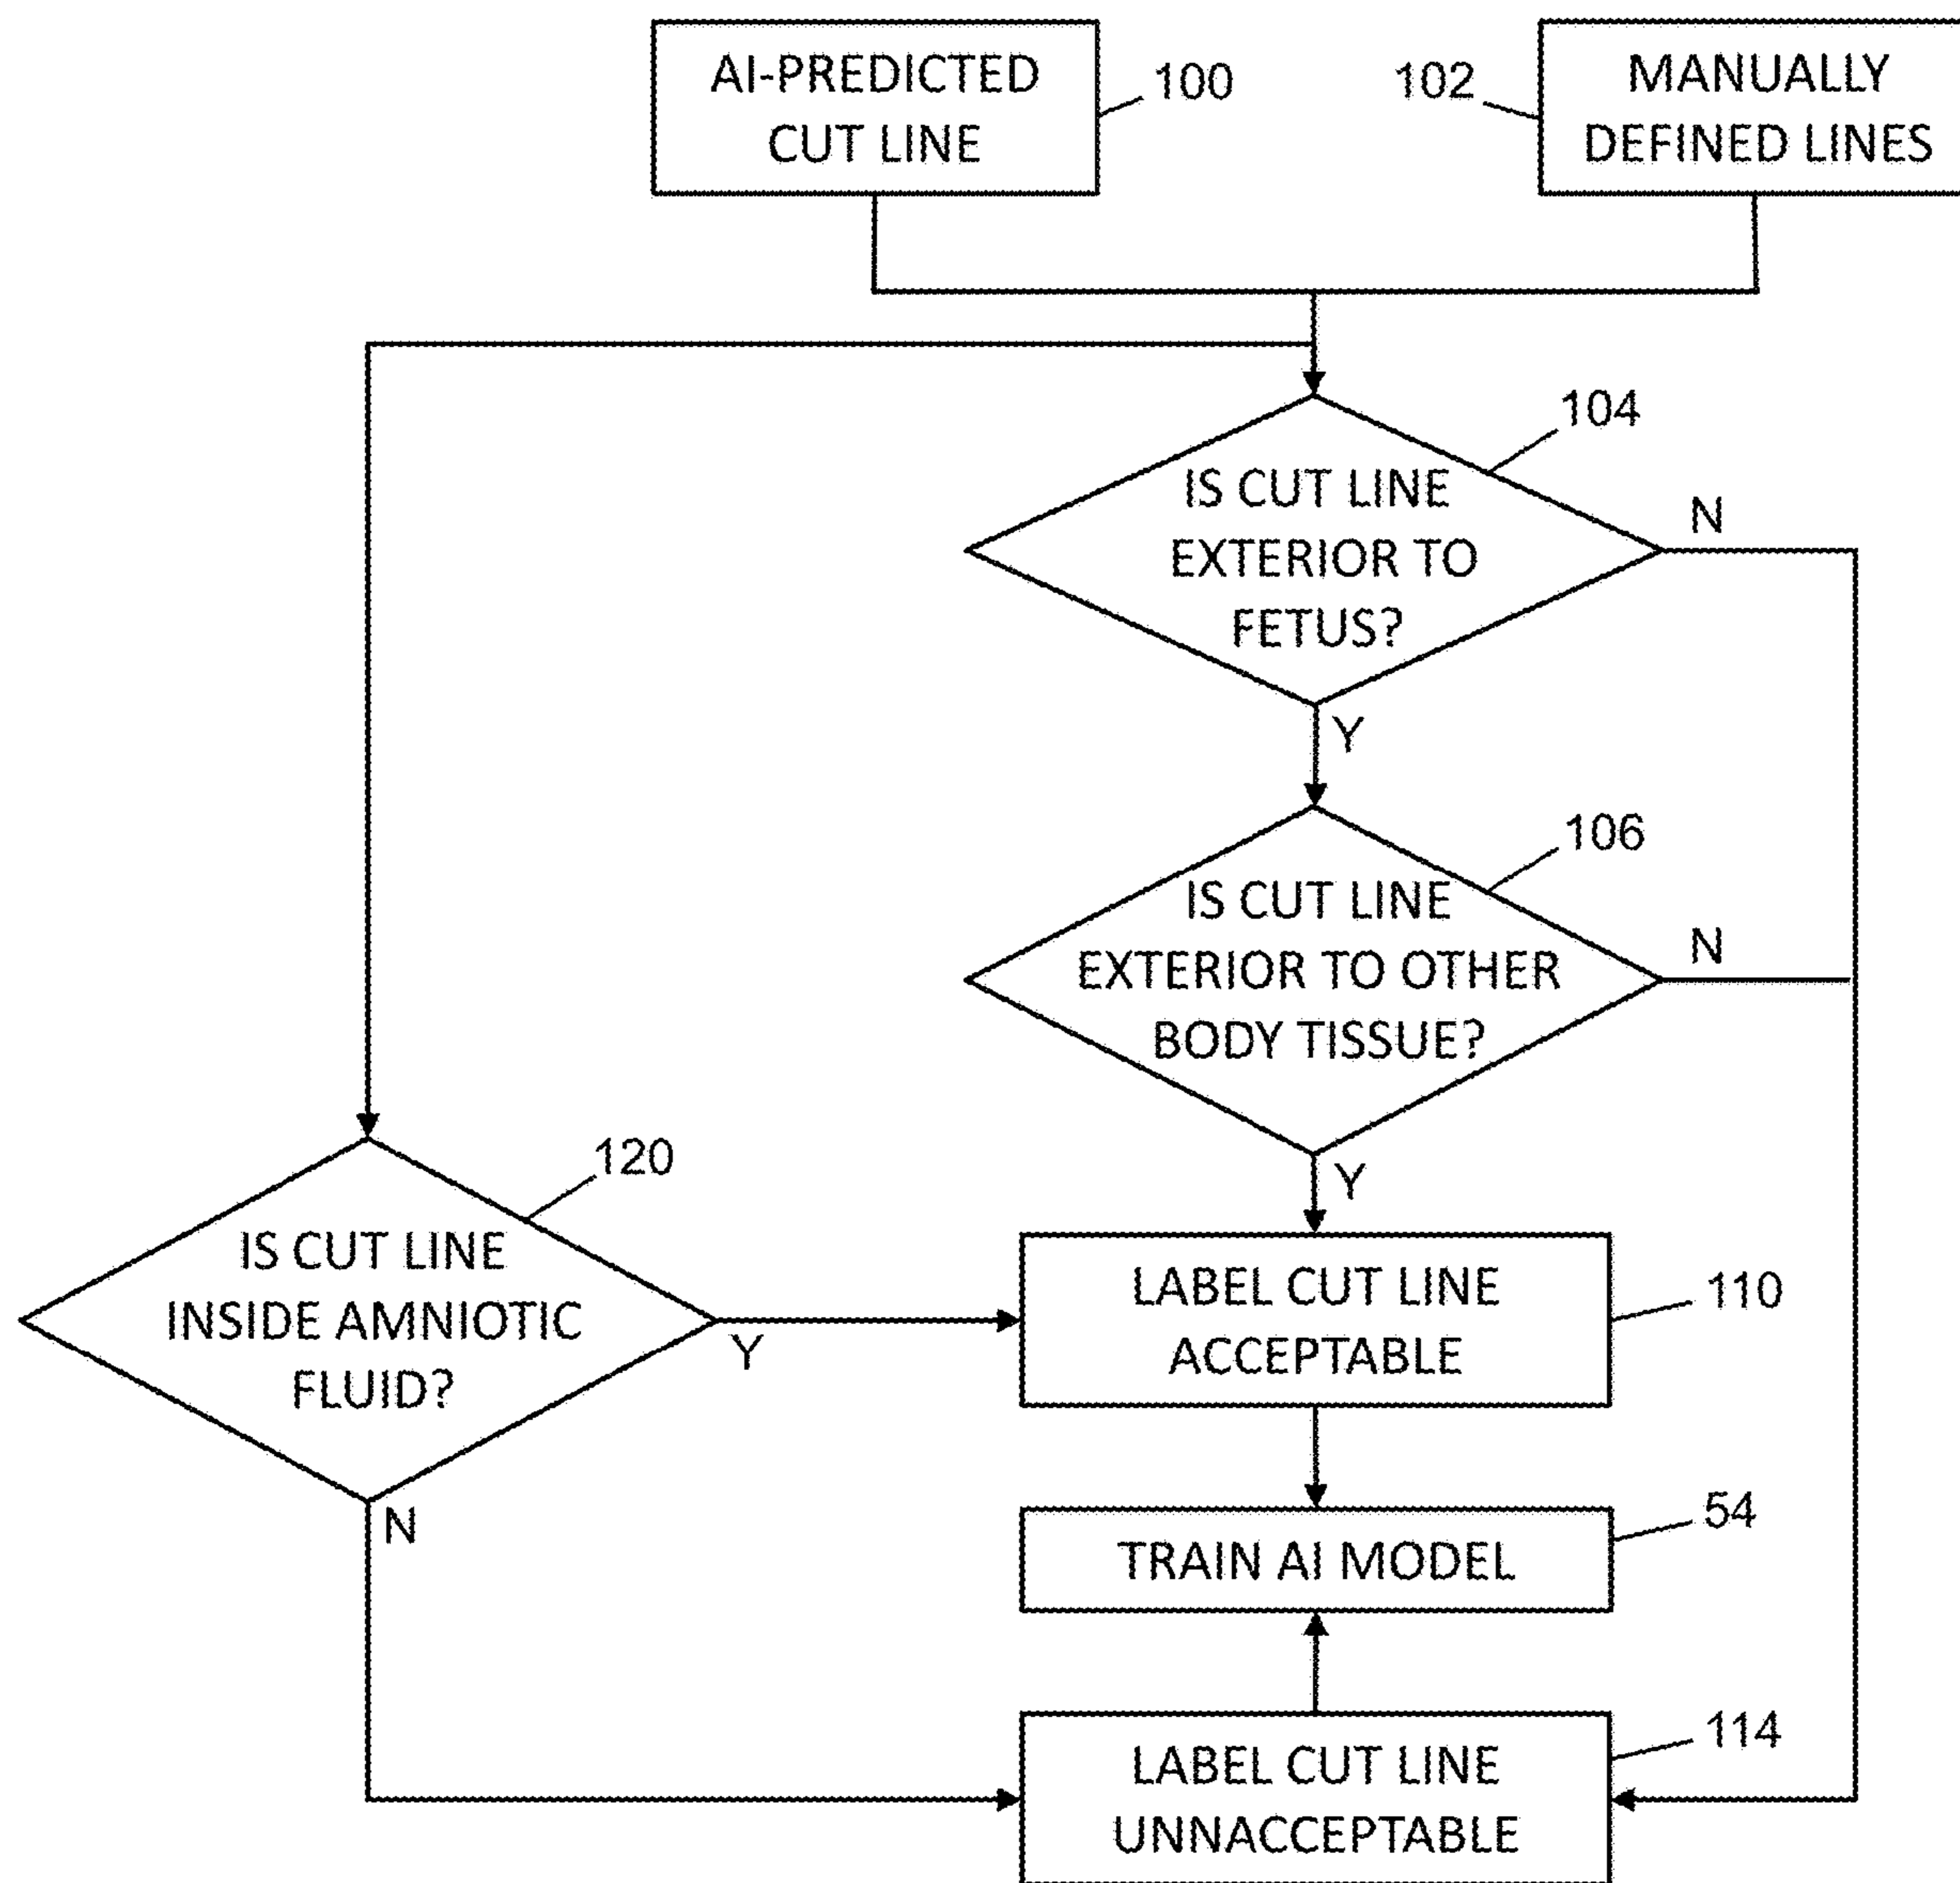 AI-PREDICTED
CUT LINE
100
102
MANUALLY
DEFINED LINES
104
IS CUT LINE
EXTERIOR TO
FETUS?
N
Y
106
IS CUT LINE
EXTERIOR TO OTHER
BODY TISSUE?
N
Y
120
IS CUT LINE
INSIDE AMNIOTIC
FLUID?
Y
N
LABEL CUT LINE
ACCEPTABLE
110
TRAIN AI MODEL
54
LABEL CUT LINE
UNNACCEPTABLE
114